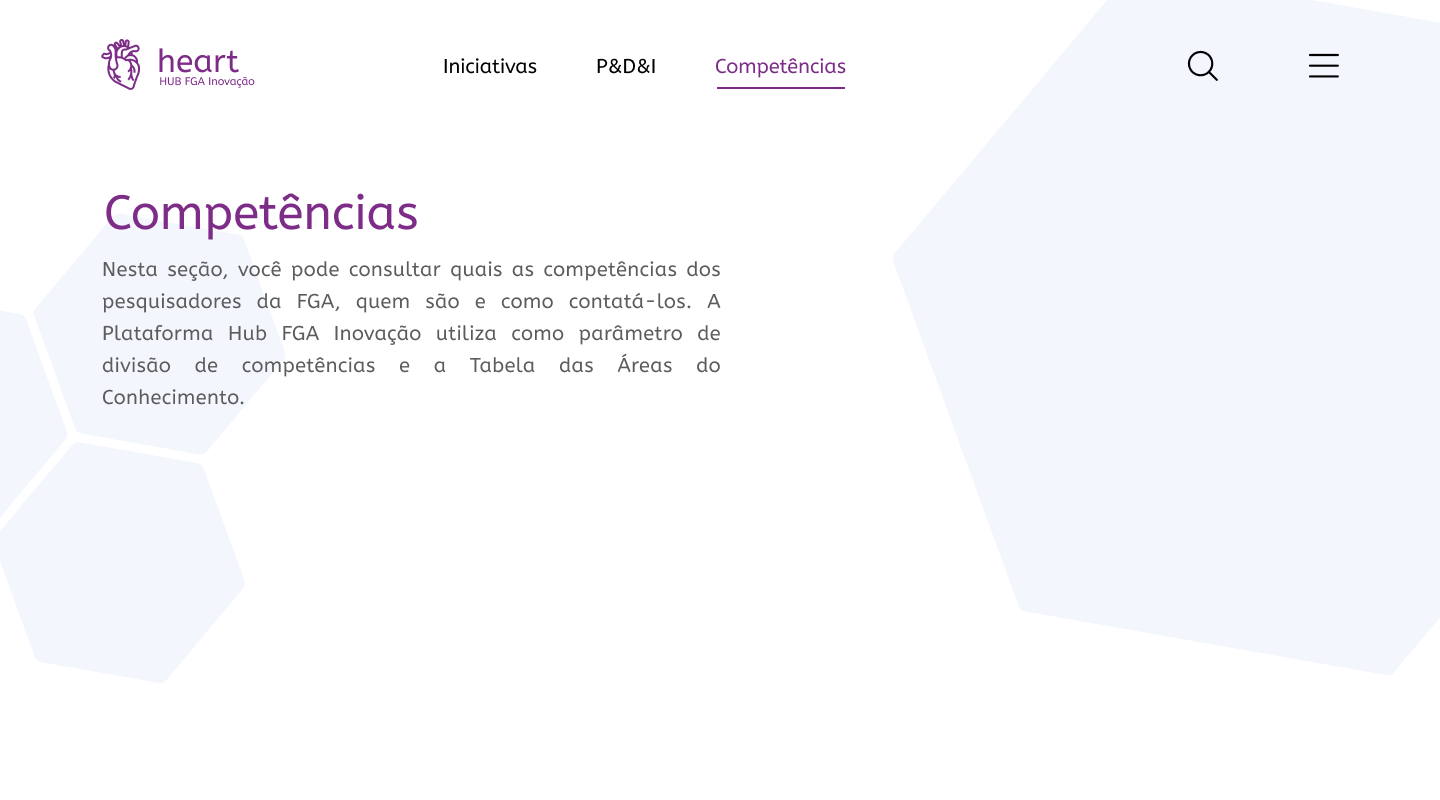 heart
HUB FGA Inovação
Iniciativas
P&D&I
Competências
Competências
Nesta seção, você pode consultar quais as competências dos
pesquisadores da FGA, quem são e como contatá-los. A
Plataforma Hub FGA Inovação utiliza como parâmetro de
divisão de competências e a Tabela das Áreas do
Conhecimento.